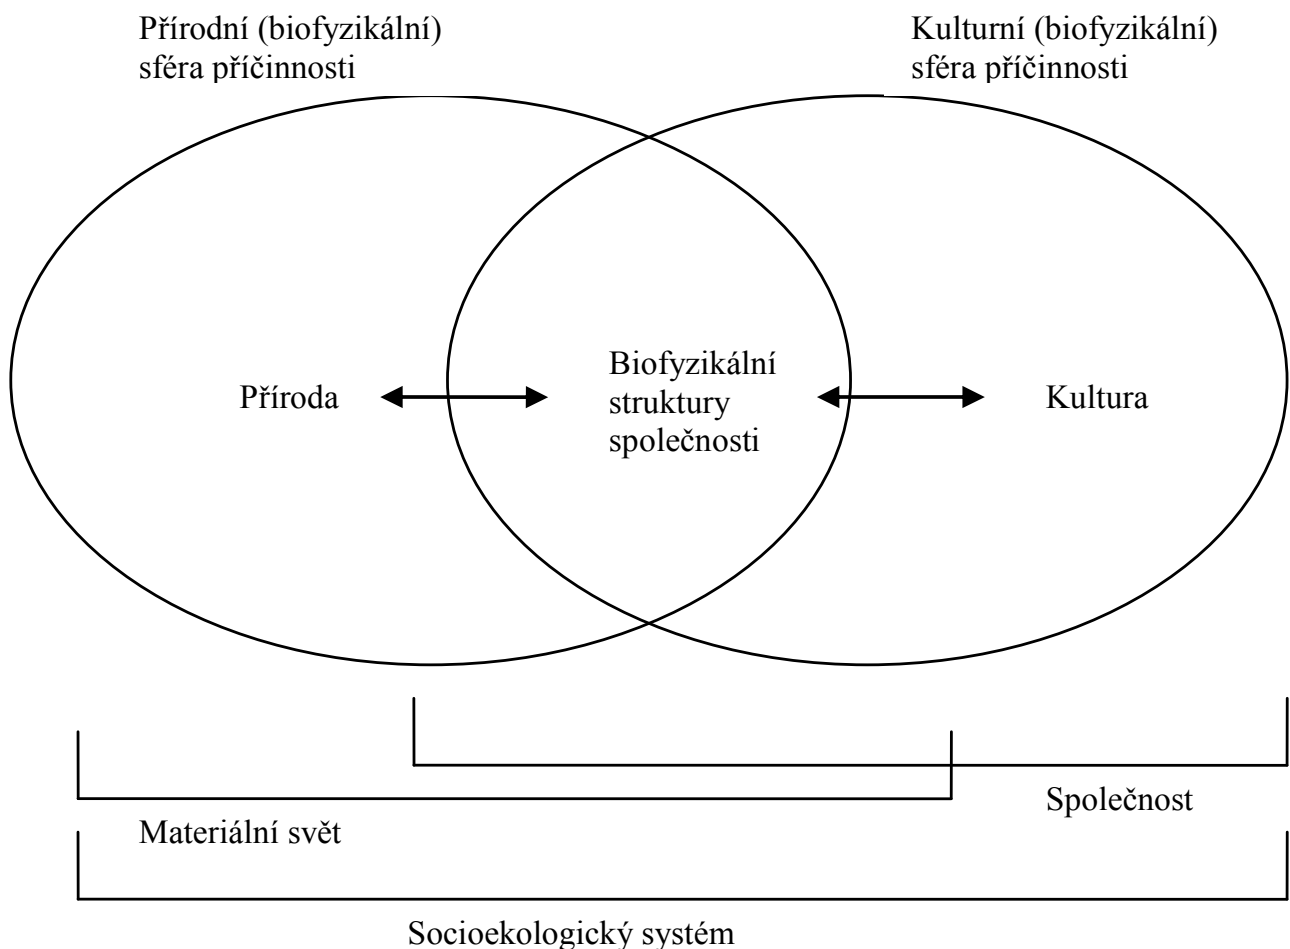 Přírodní (biofyzikální)
sféra příčinnosti
Kulturní (biofyzikální)
sféra příčinnosti
Příroda
Biofyzikální
struktury
společnosti
Kultura
Společnost
Materiální svět
Socioekologický systém